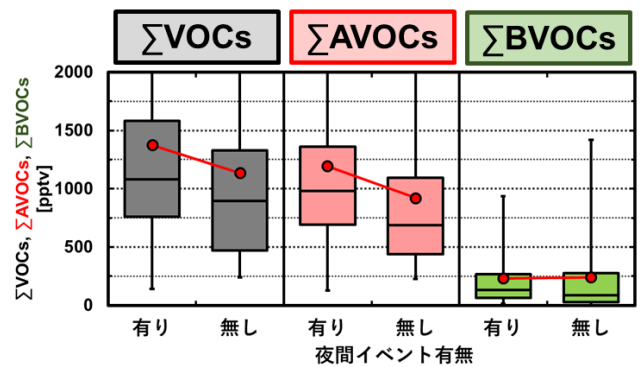 ∑VOCs ∑AVOCs ∑BVOCs
∑VOCs, ∑AVOCs, ∑BVOCs
[pptv]
2000
1500
1000
500
0
有り 無し 有り 無し 有り 無し
夜間イベント有無